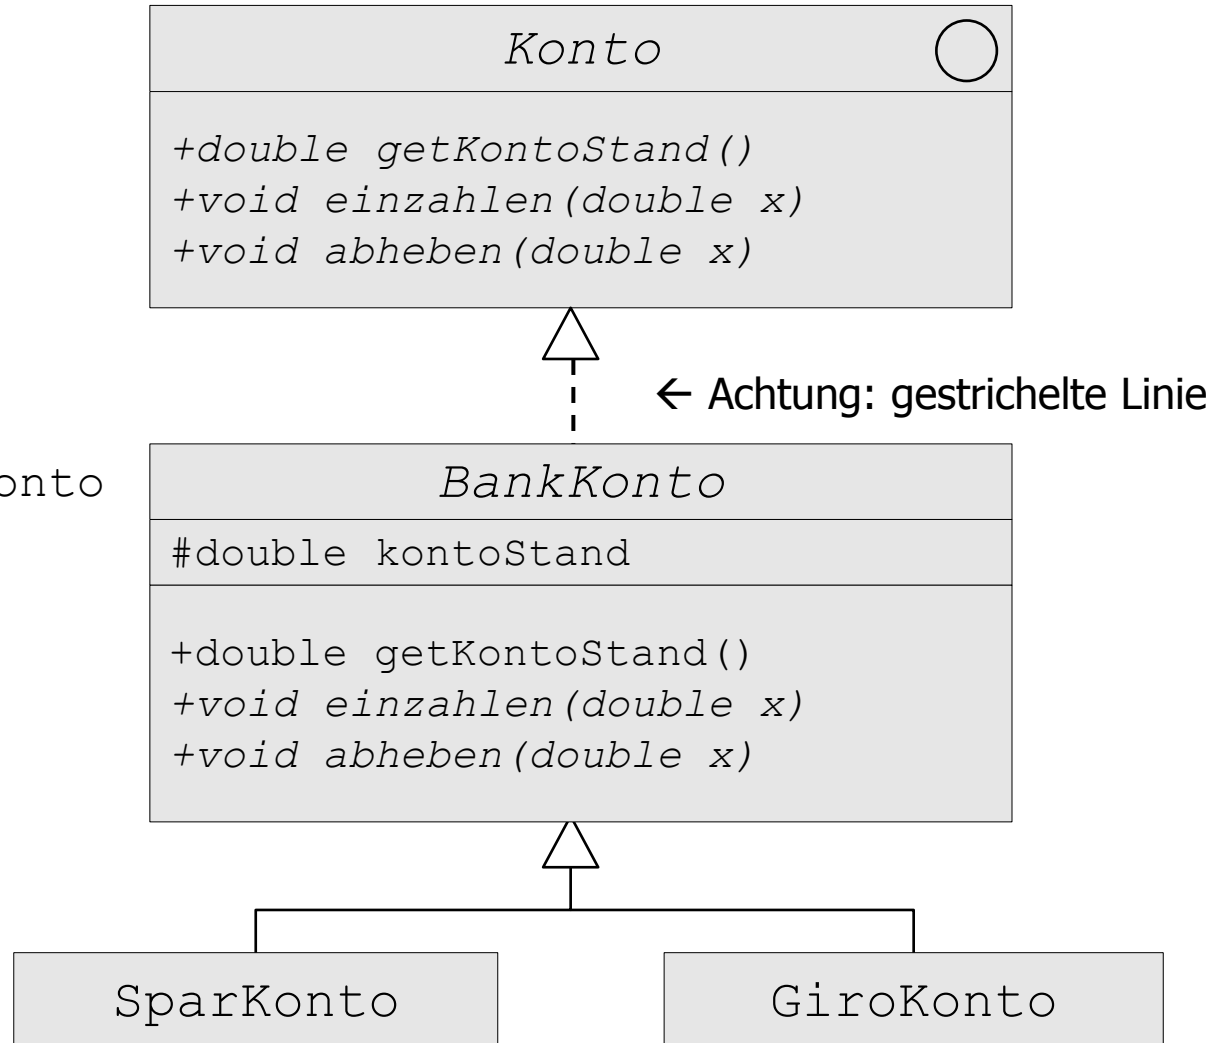 Konto
+double getKontoStand()
+void einzahlen(double x)
+void abheben(double x)
← Achtung: gestrichelte Linie
onto
BankKonto
#double kontoStand
+double getKontoStand()
+void einzahlen(double x)
+void abheben(double x)
SparKonto
GiroKonto